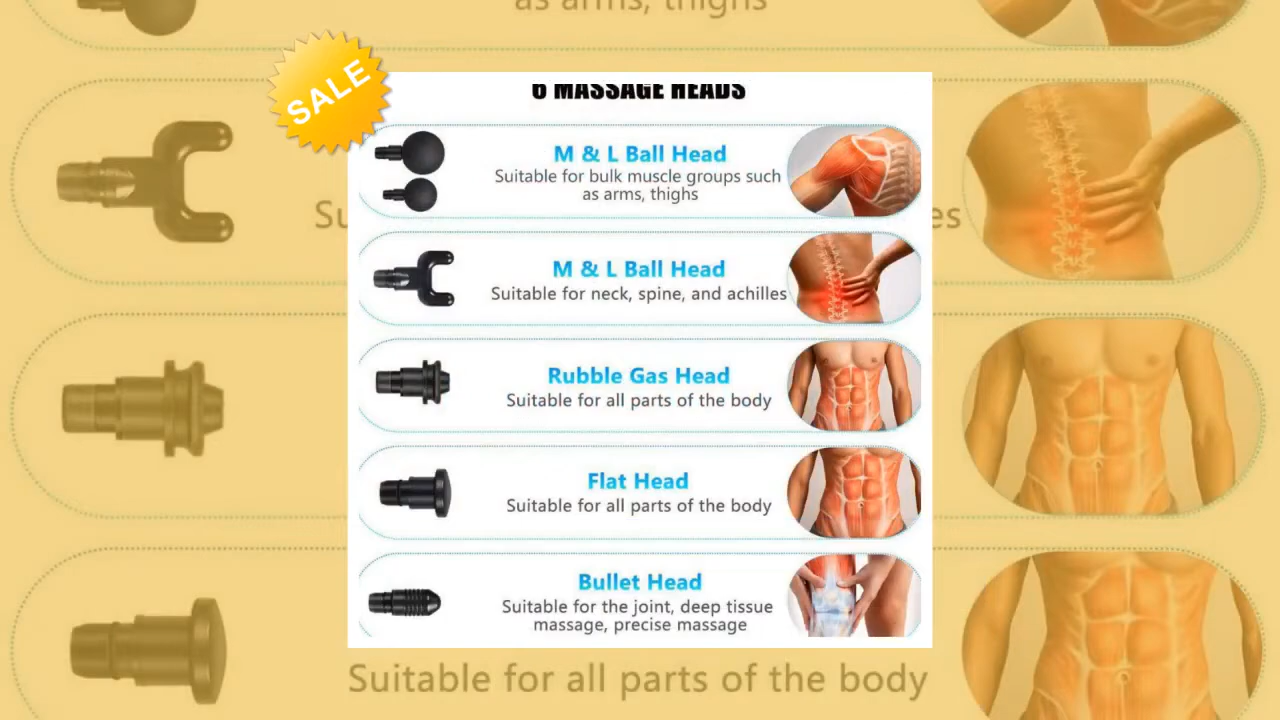 as arms, thighs
SALE
6 MASSAGE HEADS
M & L Ball Head
Suitable for bulk muscle groups such
as arms, thighs
M & L Ball Head
Suitable for neck, spine, and achilles
Rubble Gas Head
Suitable for all parts of the body
Flat Head
Suitable for all parts of the body
Bullet Head
Suitable for the joint, deep tissue
massage, precise massage
Suitable for all parts of the body